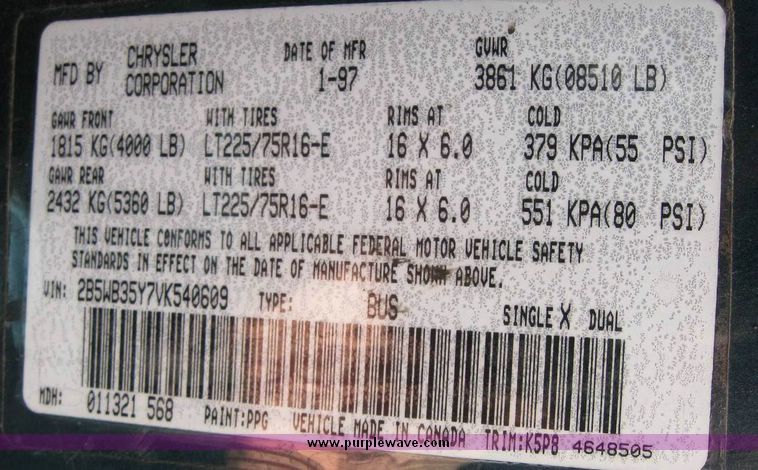 MFD BY CHRYSLER CORPORATION DATE OF MFR 1-97 GVWR 3861 KG(08510 LB)
GAWR FRONT WITH TIRES RIMS AT COLD
1815 KG(4000 LB) LT225/75R16-E 16 X 6.0 379 KPA(55 PSI)
GAWR REAR WITH TIRES RIMS AT COLD
2432 KG(5360 LB) LT225/75R16-E 16 X 6.0 551 KPA(80 PSI)
THIS VEHICLE CONFORMS TO ALL APPLICABLE FEDERAL MOTOR VEHICLE SAFETY
STANDARDS IN EFFECT ON THE DATE OF MANUFACTURE SHOWN ABOVE.
VIN: 2B5WB35Y7VK540609 TYPE: BUS SINGLE X DUAL
MDH: 011321 568 PAINT:PPG VEHICLE MADE IN CANADA TRIM:K5P8 4648505
www.purplewave.com